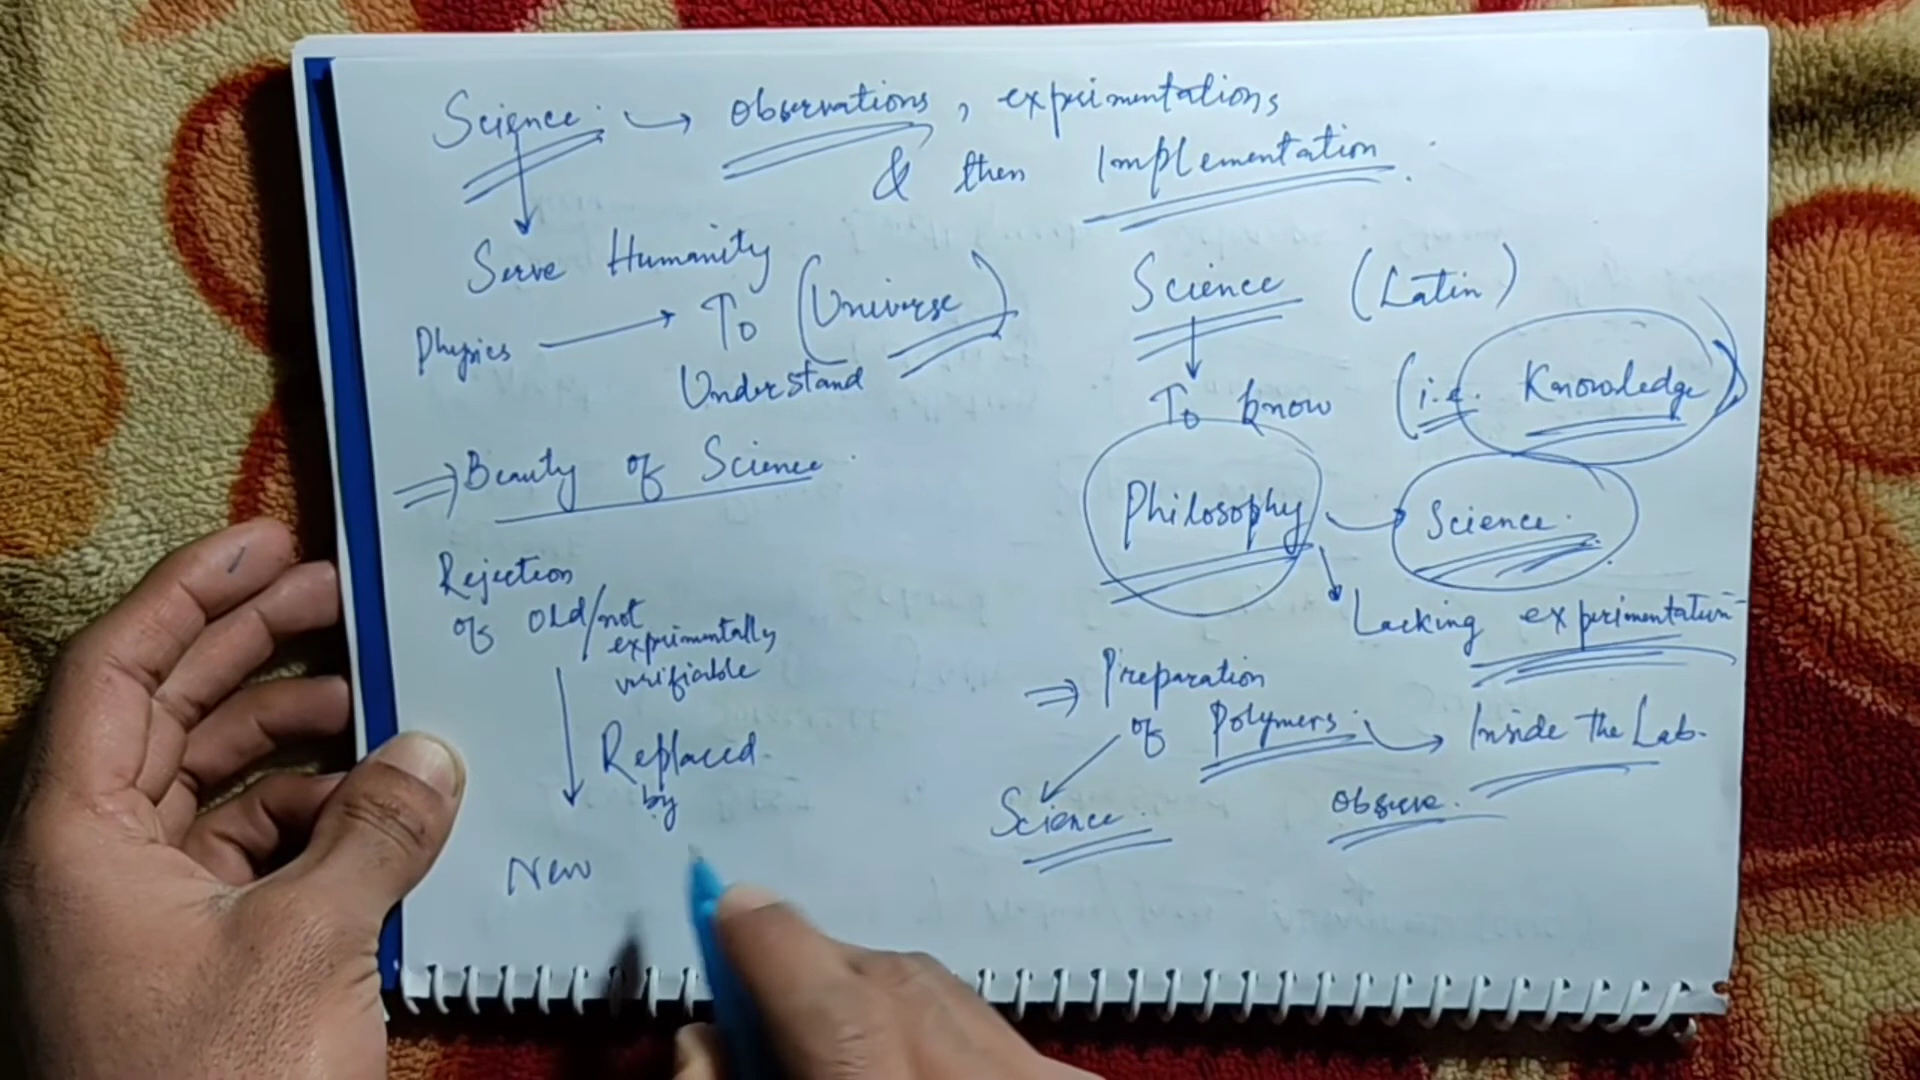 Science → Observations, experimentations
& then Implementation.
Serve Humanity
Physics → To (Universe)
Understand
⇒ Beauty of Science.
Rejection
of old/not
exprimentally
verifiable
Replaced
by
New
Science (Latin)
To know (i.e. Knowledge)
Philosophy → Science.
Lacking experimentation
⇒ Preparation
of Polymers. → Inside the Lab.
Science. Observe.